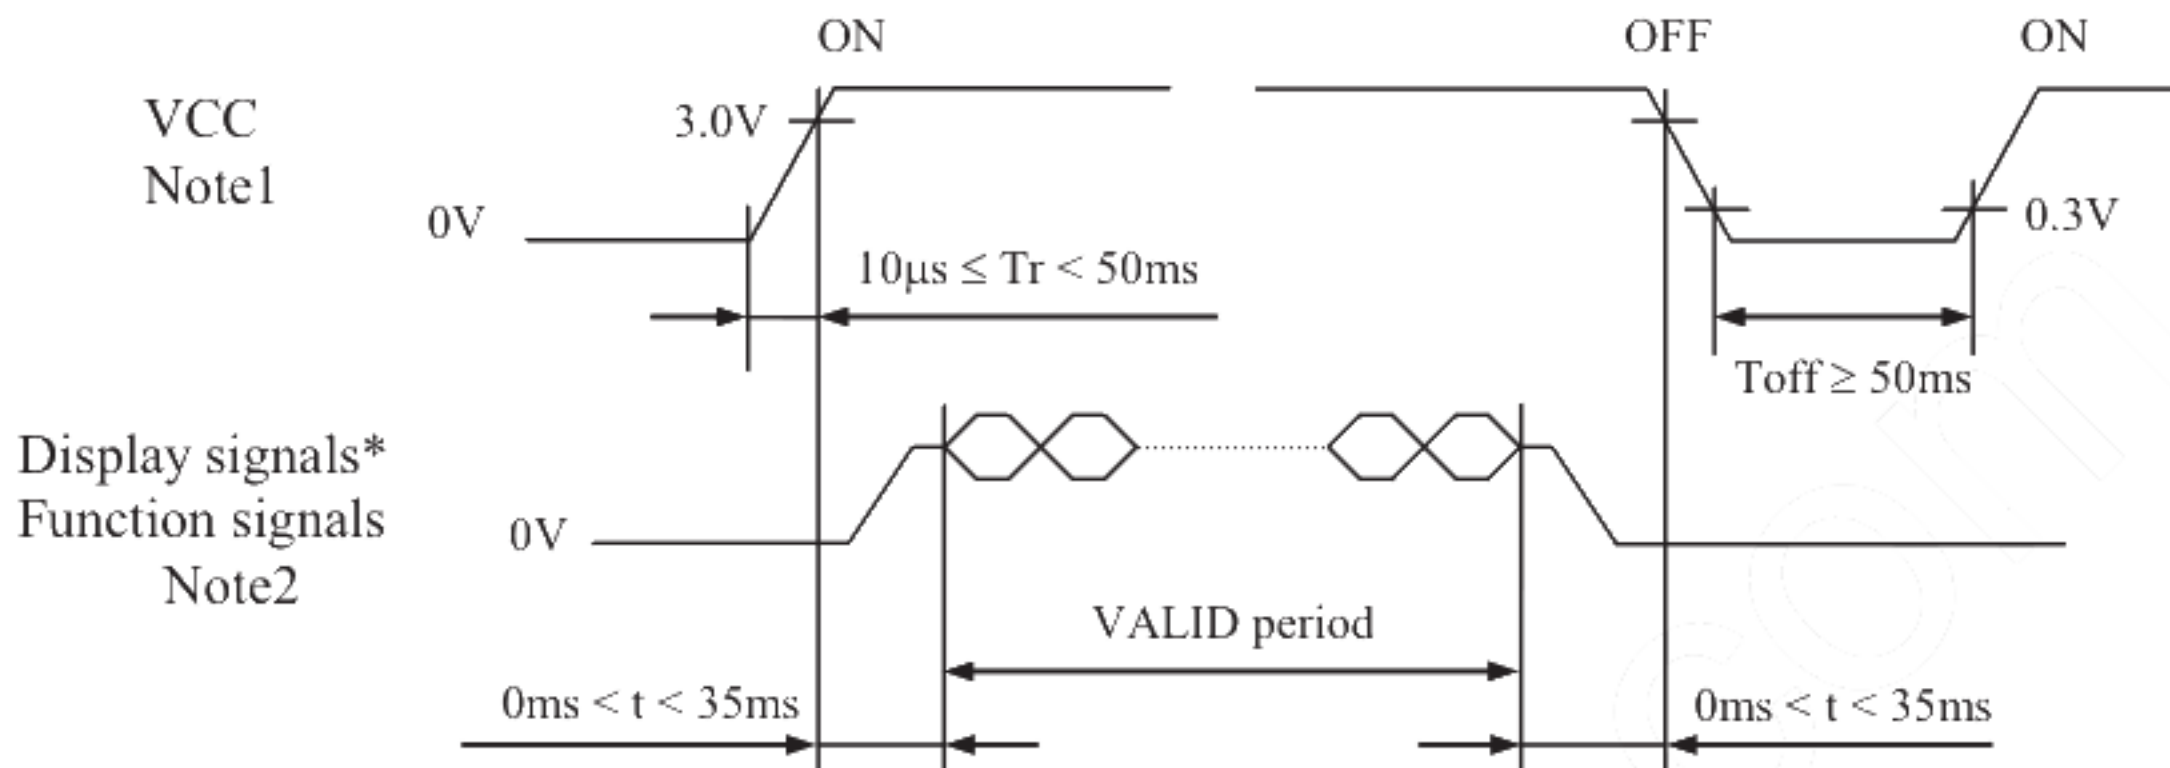 ON
OFF
ON
VCC
3.0V
Note1
0V
0.3V
10µs ≤ Tr < 50ms
Toff ≥ 50ms
Display signals*
Function signals
0V
Note2
VALID period
0ms < t < 35ms
0ms < t < 35ms